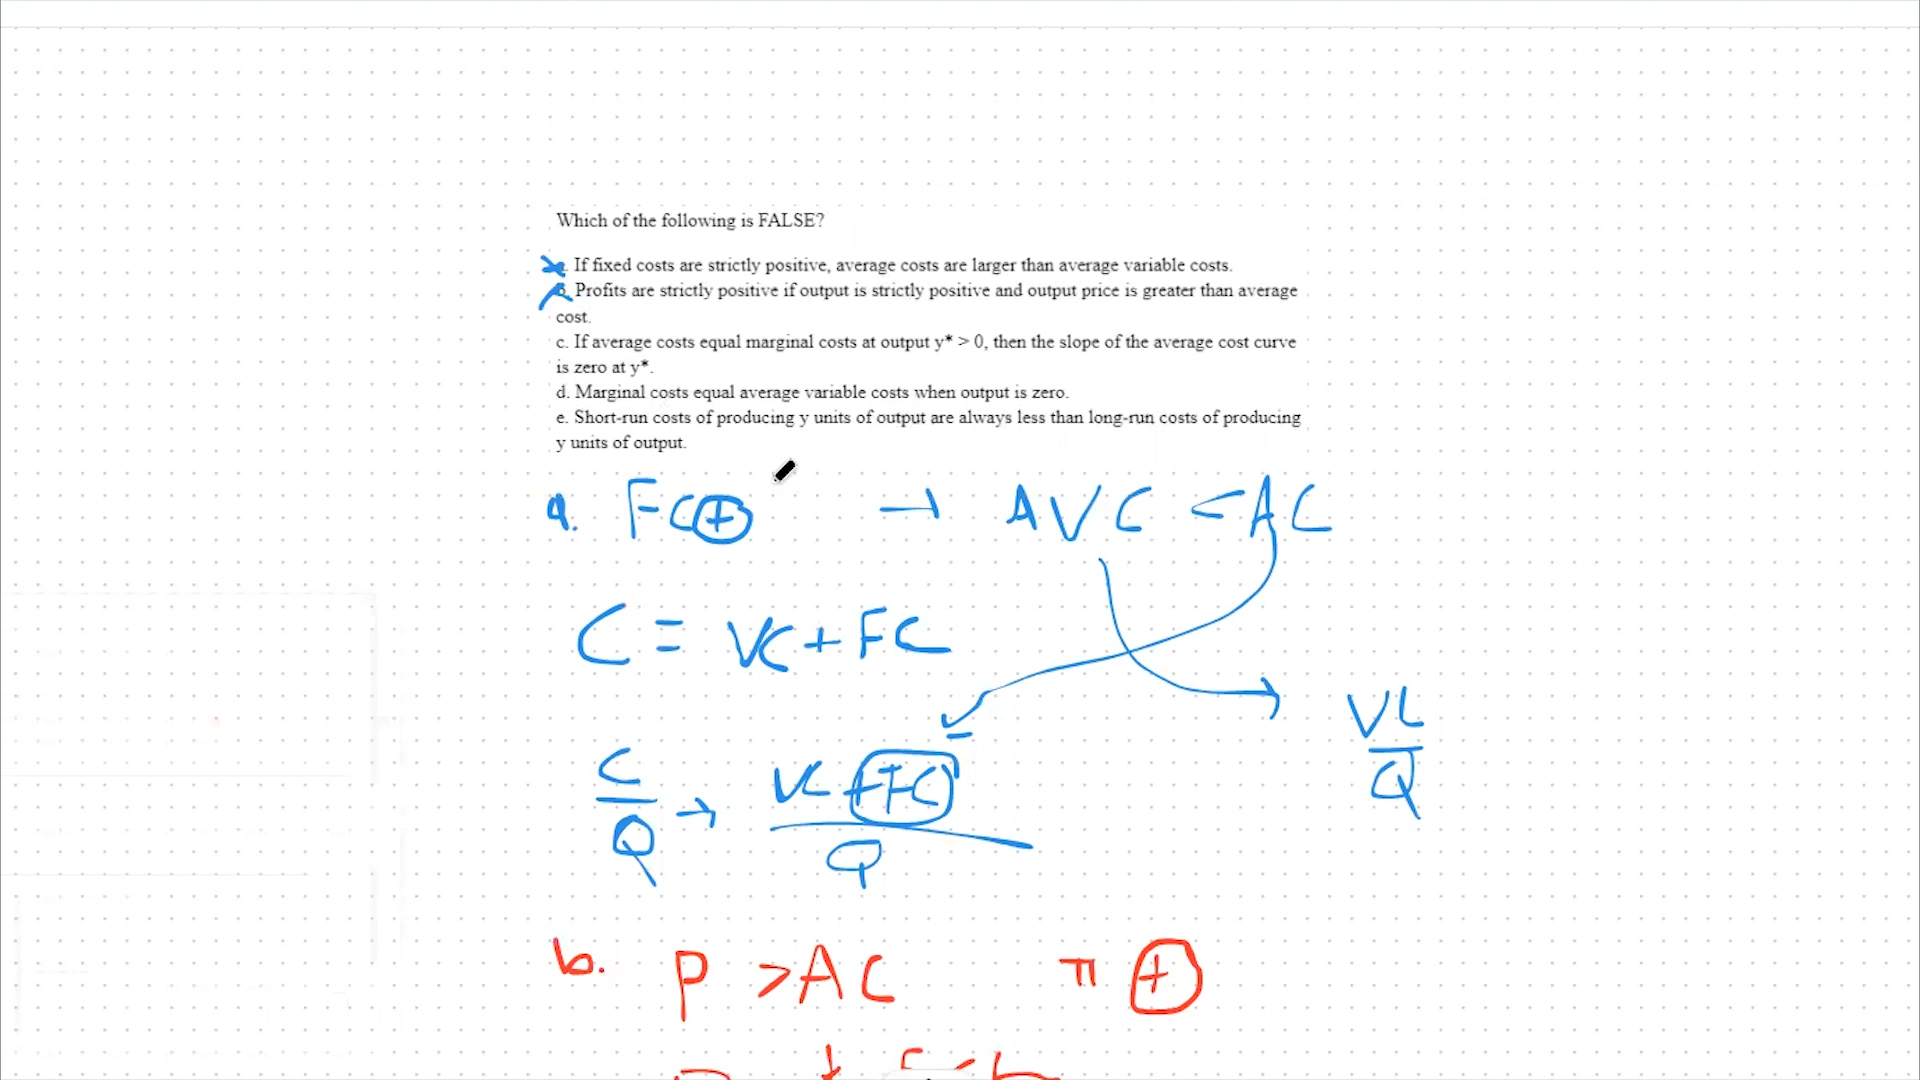 Which of the following is FALSE?
a. If fixed costs are strictly positive, average costs are larger than average variable costs.
b. Profits are strictly positive if output is strictly positive and output price is greater than average
cost.
c. If average costs equal marginal costs at output y* > 0, then the slope of the average cost curve
is zero at y*.
d. Marginal costs equal average variable costs when output is zero.
e. Short-run costs of producing y units of output are always less than long-run costs of producing
y units of output.
a. FC + → AVC < AC
C = VC + FC
C/Q → VC + FC/Q
VC/Q
b. P > AC π +